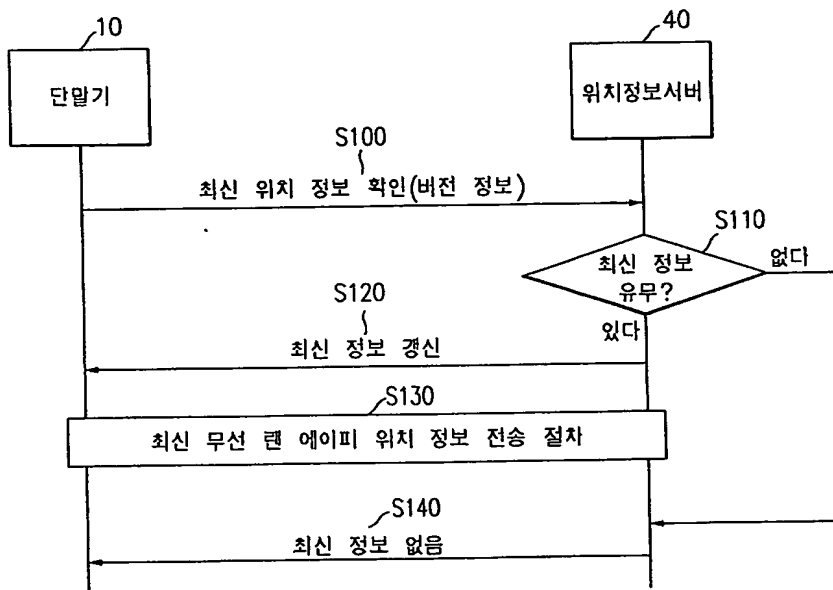 10
단말기
40
위치정보서버
S100
최신 위치 정보 확인(버전 정보)
S110
최신 정보
유무?
없다
있다
S120
최신 정보 갱신
S130
최신 무선 랜 에이피 위치 정보 전송 절차
S140
최신 정보 없음